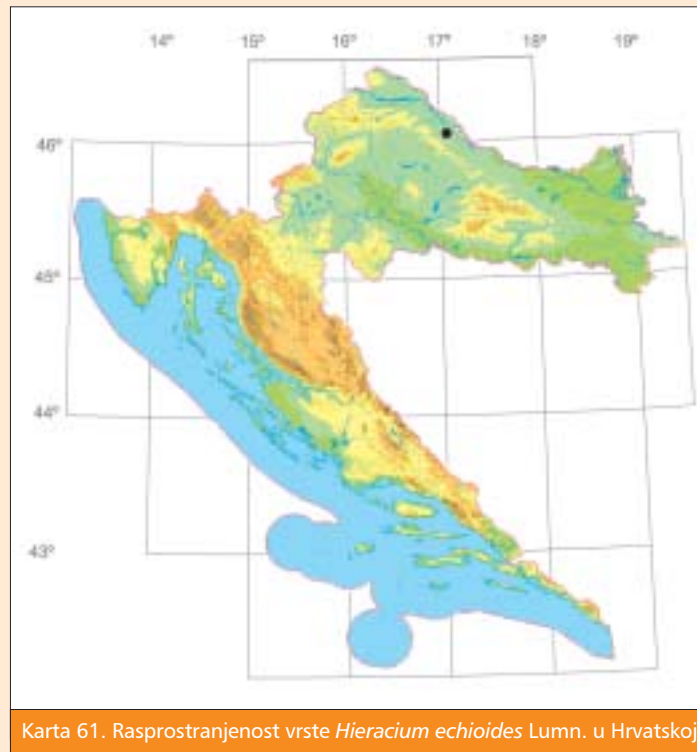 14° 15° 16° 17° 18° 19°
46°
45°
44°
43°
Karta 61. Rasprostranjenost vrste Hieracium echioides Lumn. u Hrvatskoj